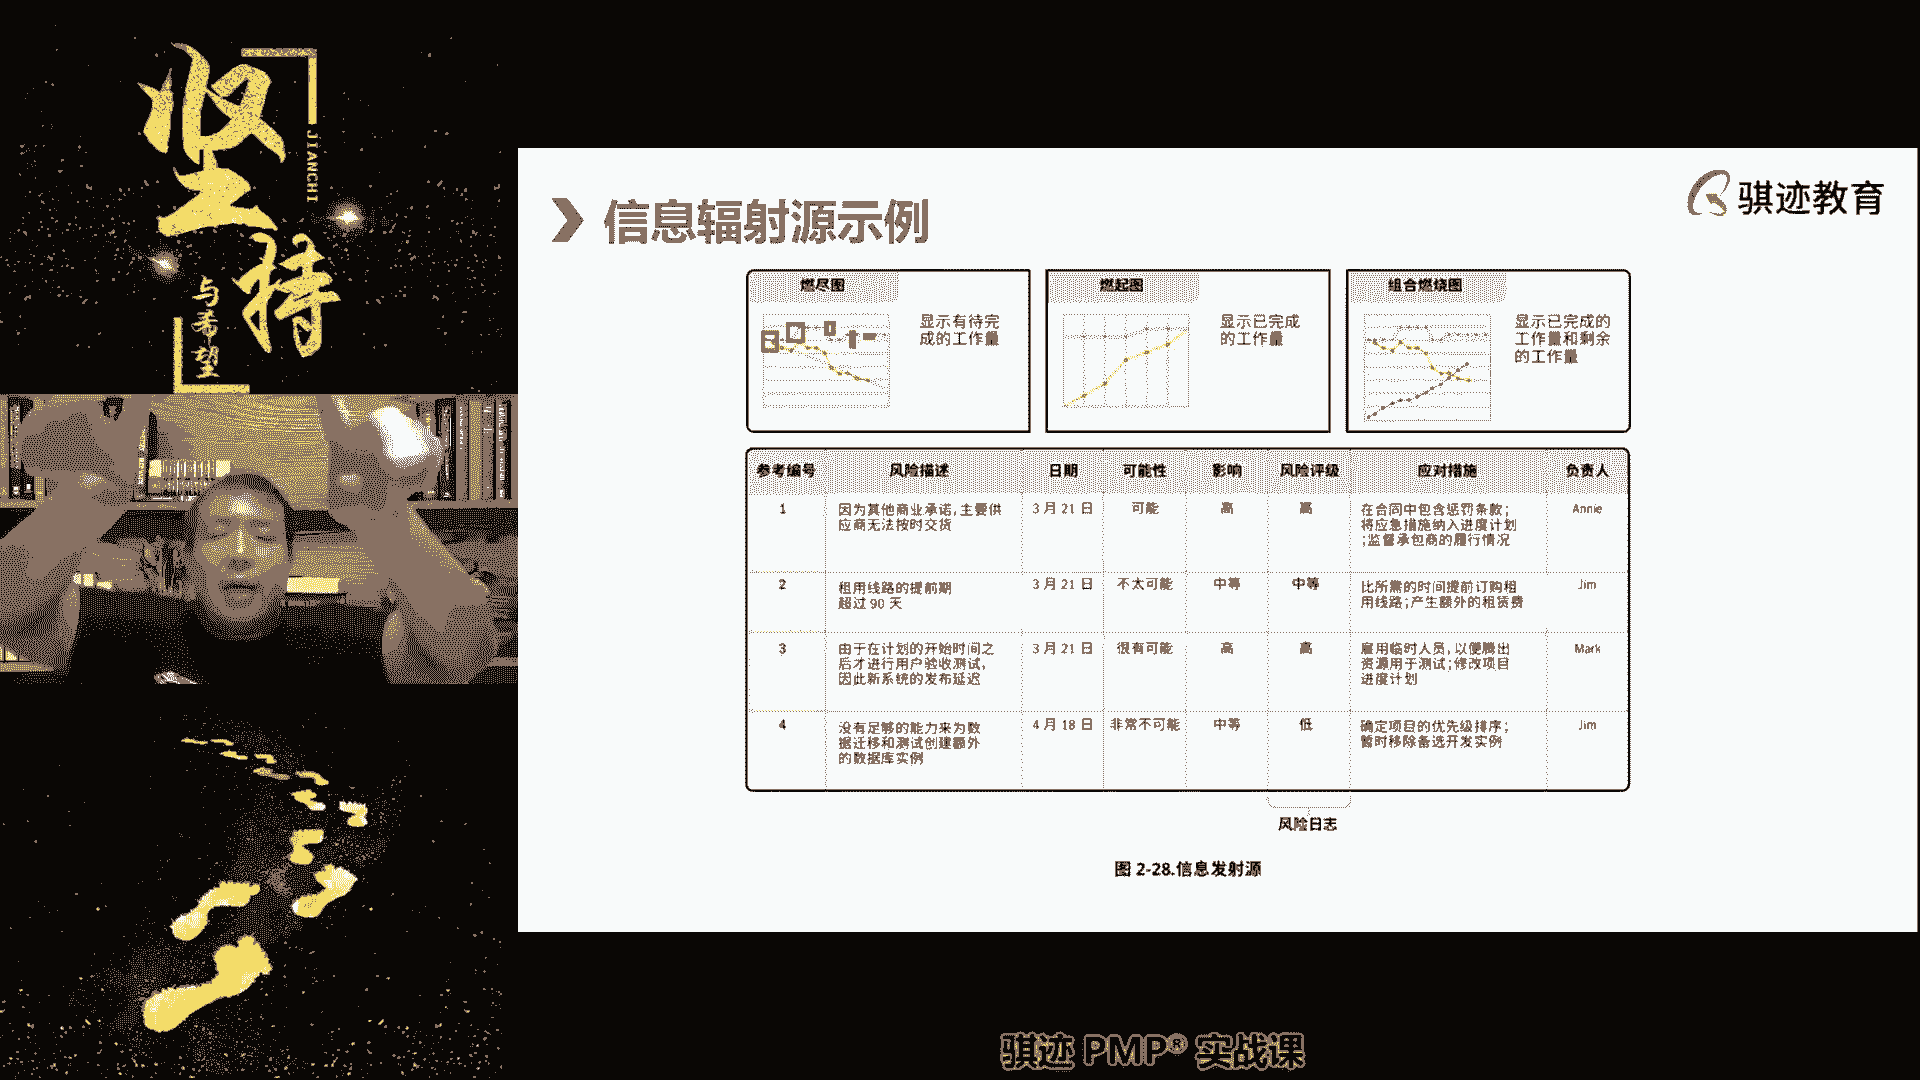 坚持
JIANCHI
与希望
信息辐射源示例
骐迹教育
燃尽图
显示有待完
成的工作量
燃起图
显示已完成
的工作量
组合燃烧图
显示已完成的
工作量和剩余
的工作量
参考编号 风险描述 日期 可能性 影响 风险评级 应对措施 负责人
1 因为其他商业承诺,主要供 3 月 21 日 可能 高 高 在合同中包含惩罚条款; Annie
应商无法按时交货 将应急措施纳入进度计划
;监督承包商的履行情况
2 租用线路的提前期 3 月 21 日 不太可能 中等 中等 比所需的时间提前订购租 Jim
超过 90 天 用线路;产生额外的租赁费
3 由于在计划的开始时间之 3 月 21 日 很有可能 高 高 雇用临时人员,以便腾出 Mark
后才进行用户验收测试, 资源用于测试;修改项目
因此新系统的发布延迟 进度计划
4 没有足够的能力来为数 4 月 18 日 非常不可能 中等 低 确定项目的优先级排序; Jim
据迁移和测试创建额外 暂时移除备选开发实例
的数据库实例
风险日志
图 2-28.信息发射源
骐迹 PMP® 实战课